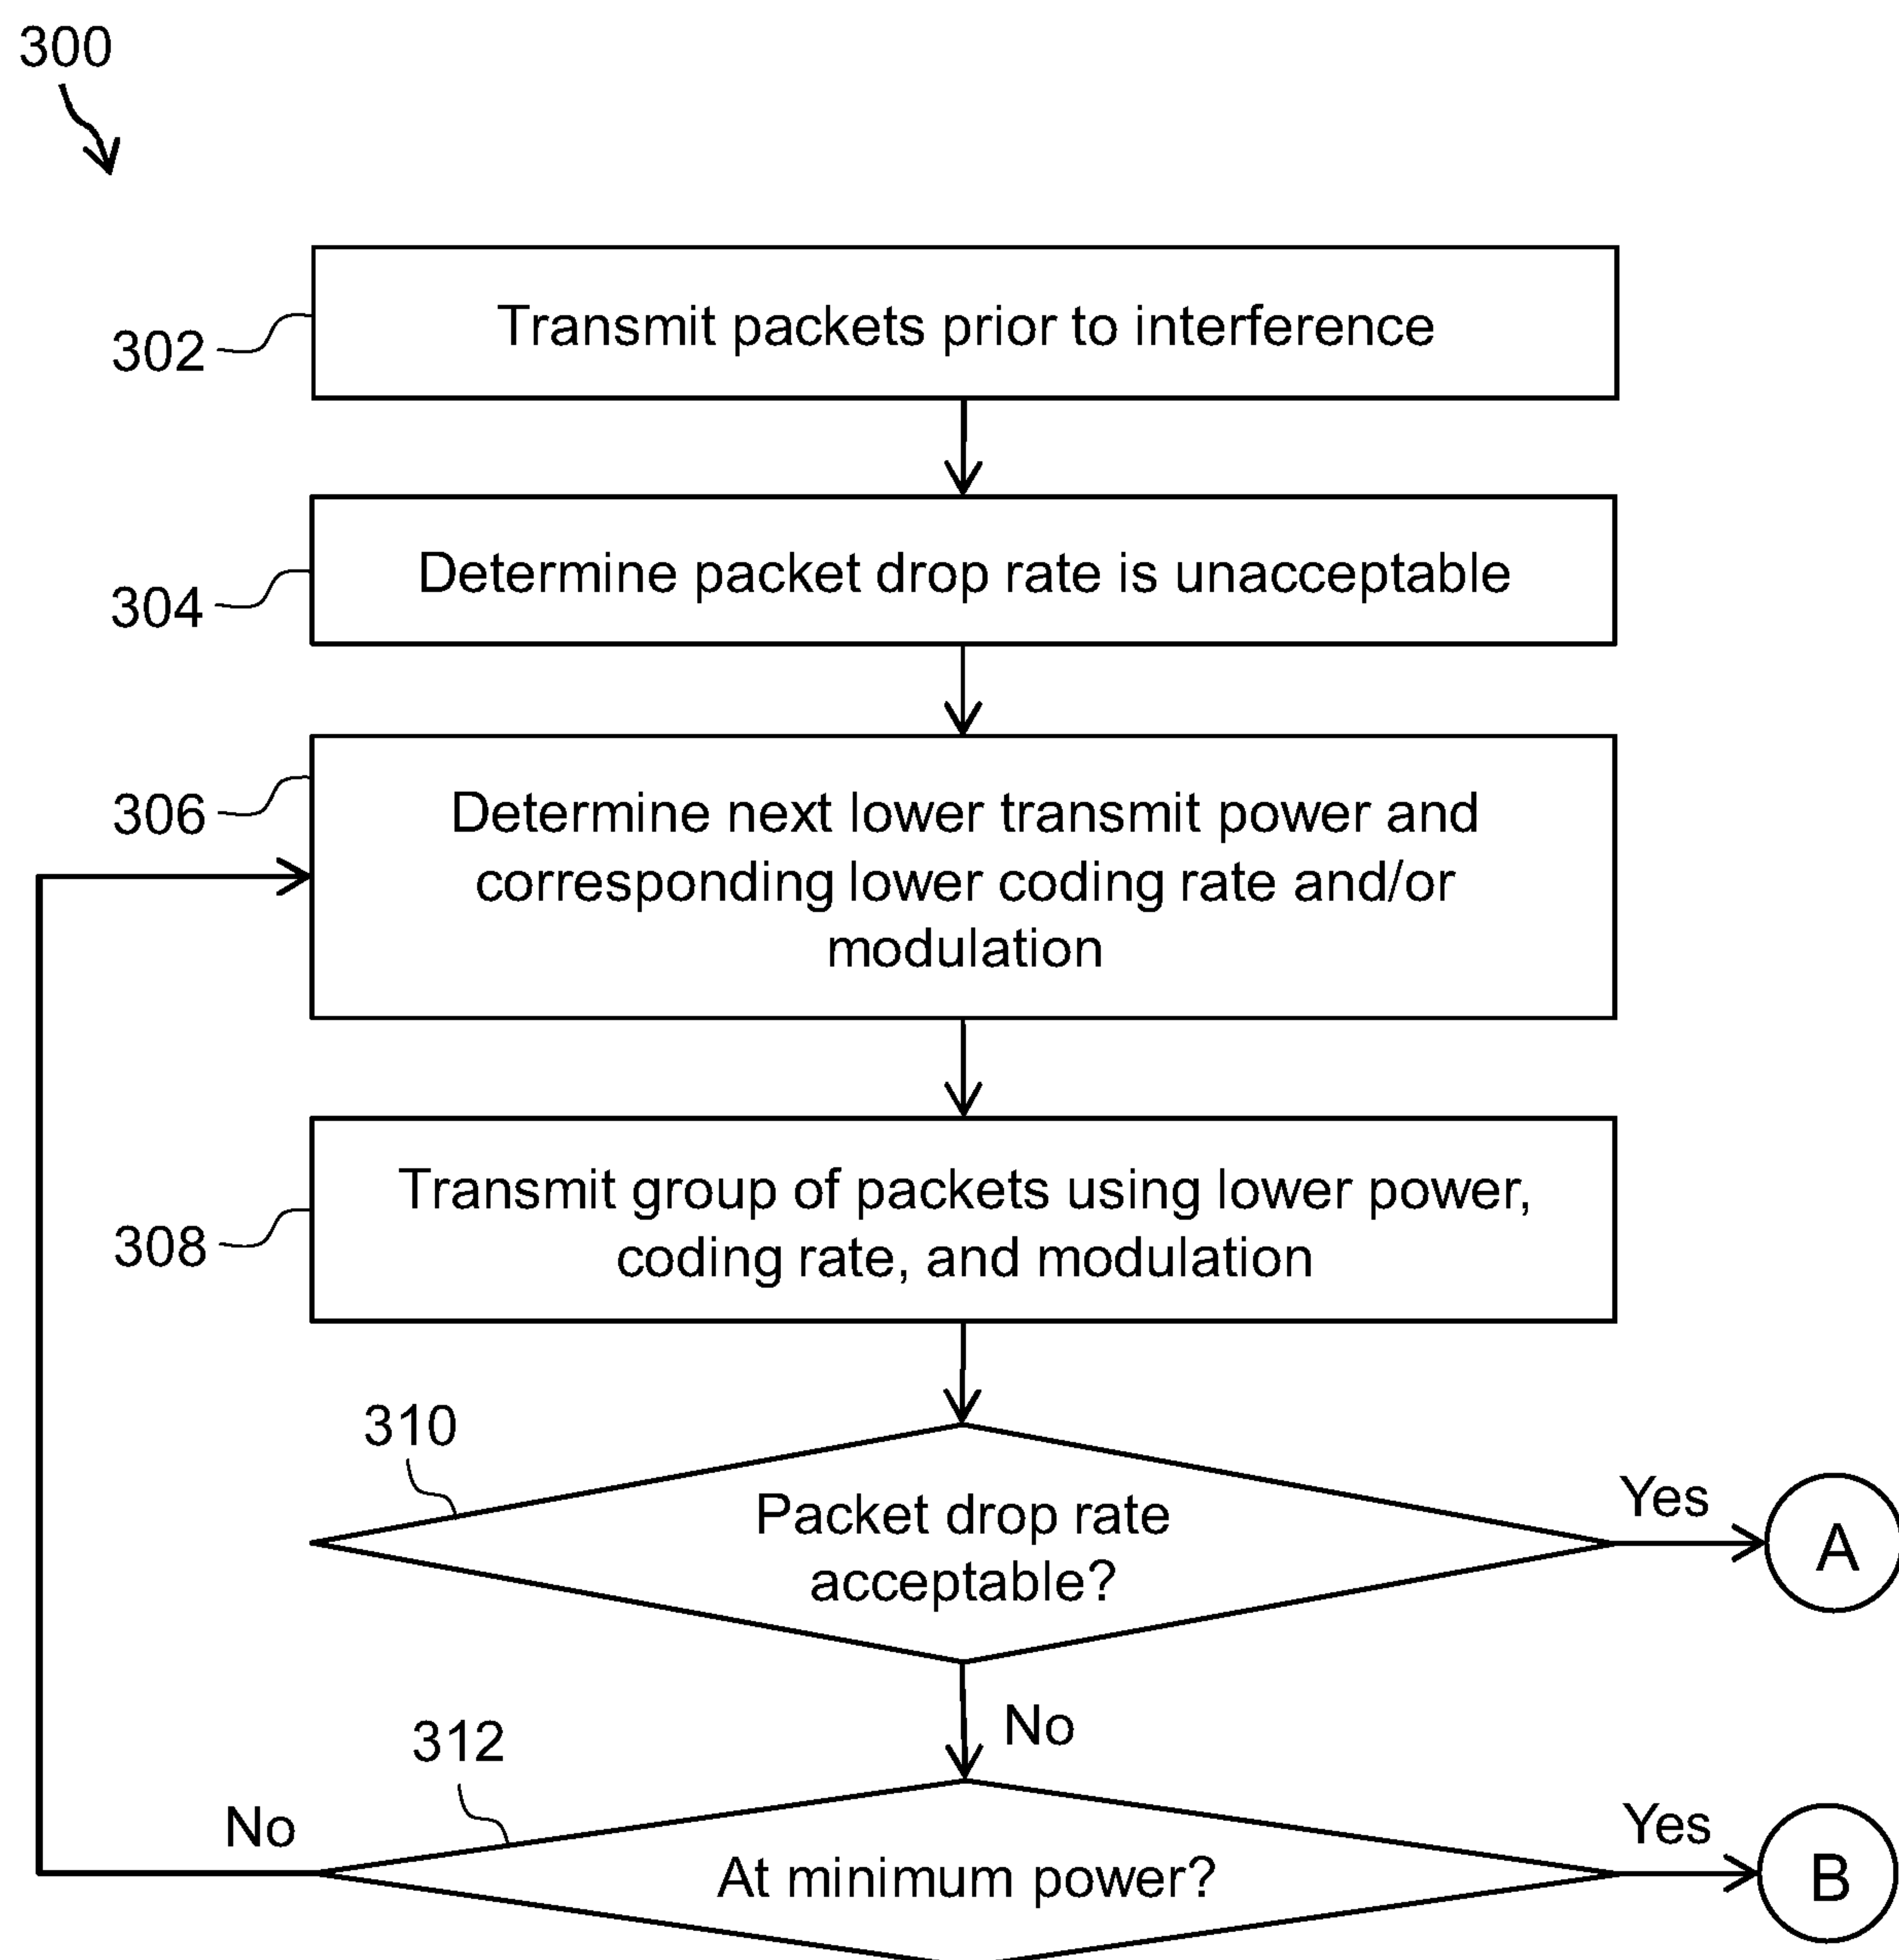 300
302
Transmit packets prior to interference
304
Determine packet drop rate is unacceptable
306
Determine next lower transmit power and
corresponding lower coding rate and/or
modulation
308
Transmit group of packets using lower power,
coding rate, and modulation
310
Packet drop rate
acceptable?
Yes
A
No
312
No
At minimum power?
Yes
B